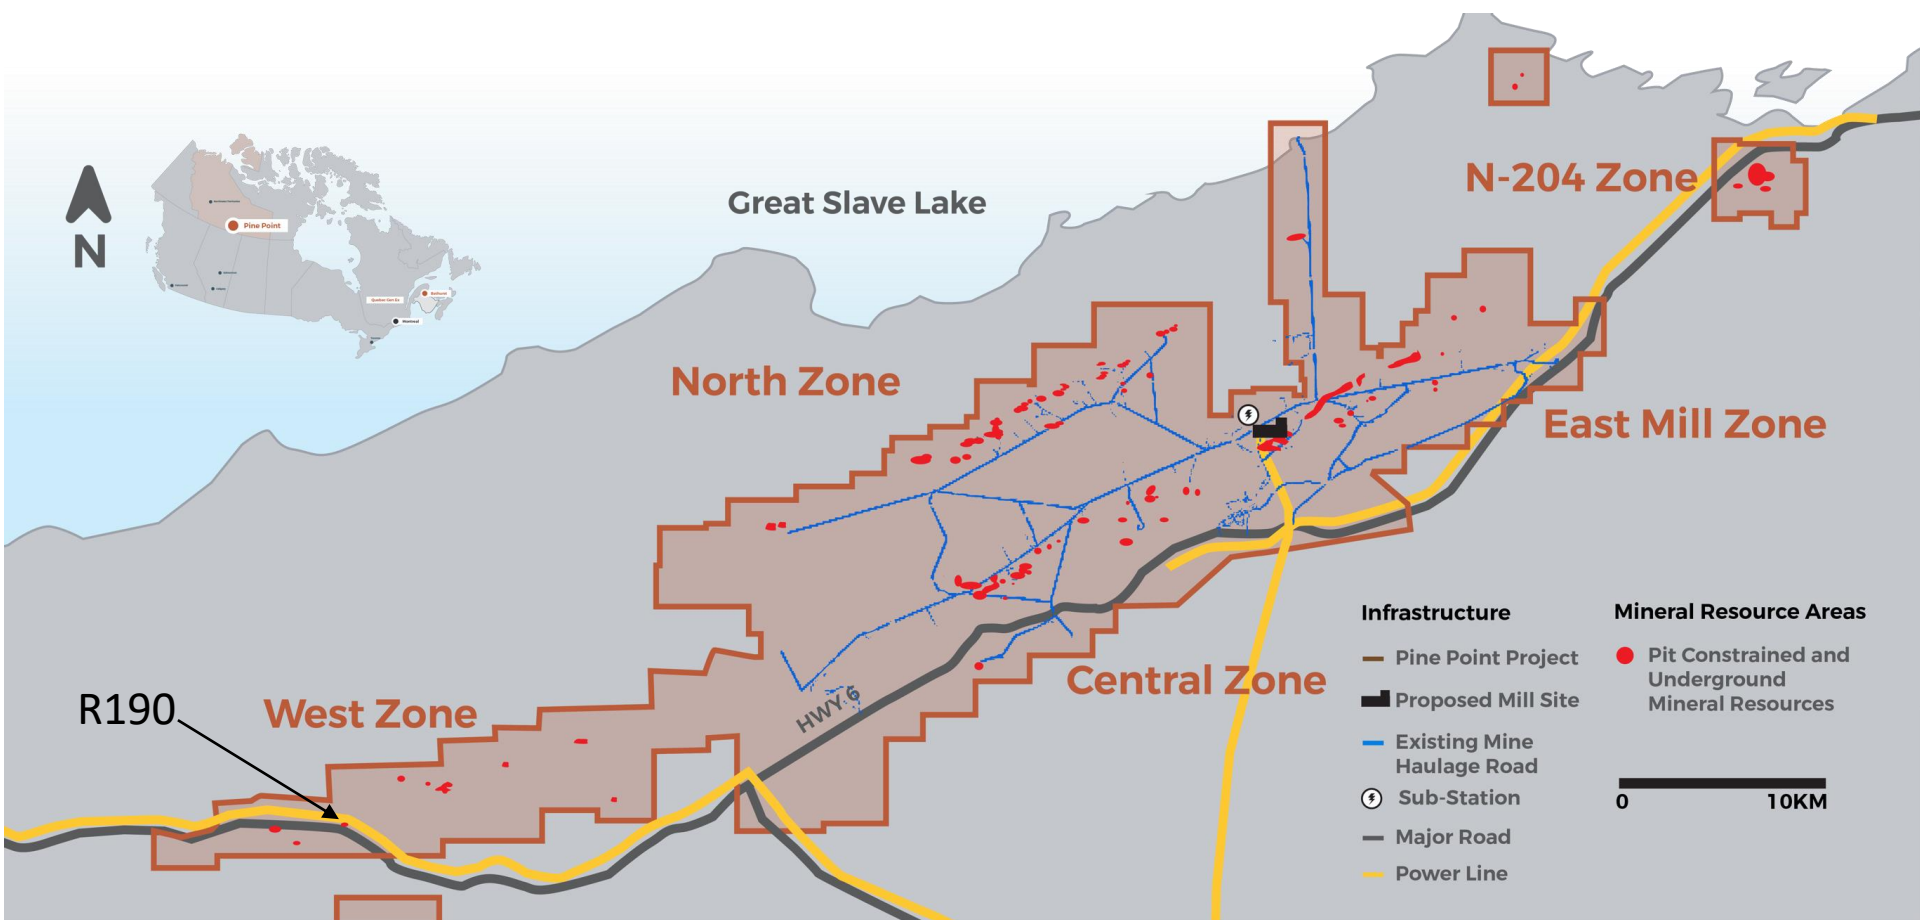 N
Pine Point
Montreal
Great Slave Lake
N-204 Zone
North Zone
East Mill Zone
Central Zone
West Zone
R190
HWY 6
Infrastructure
Pine Point Project
Proposed Mill Site
Existing Mine
Haulage Road
Sub-Station
Major Road
Power Line
Mineral Resource Areas
Pit Constrained and
Underground
Mineral Resources
0
10KM